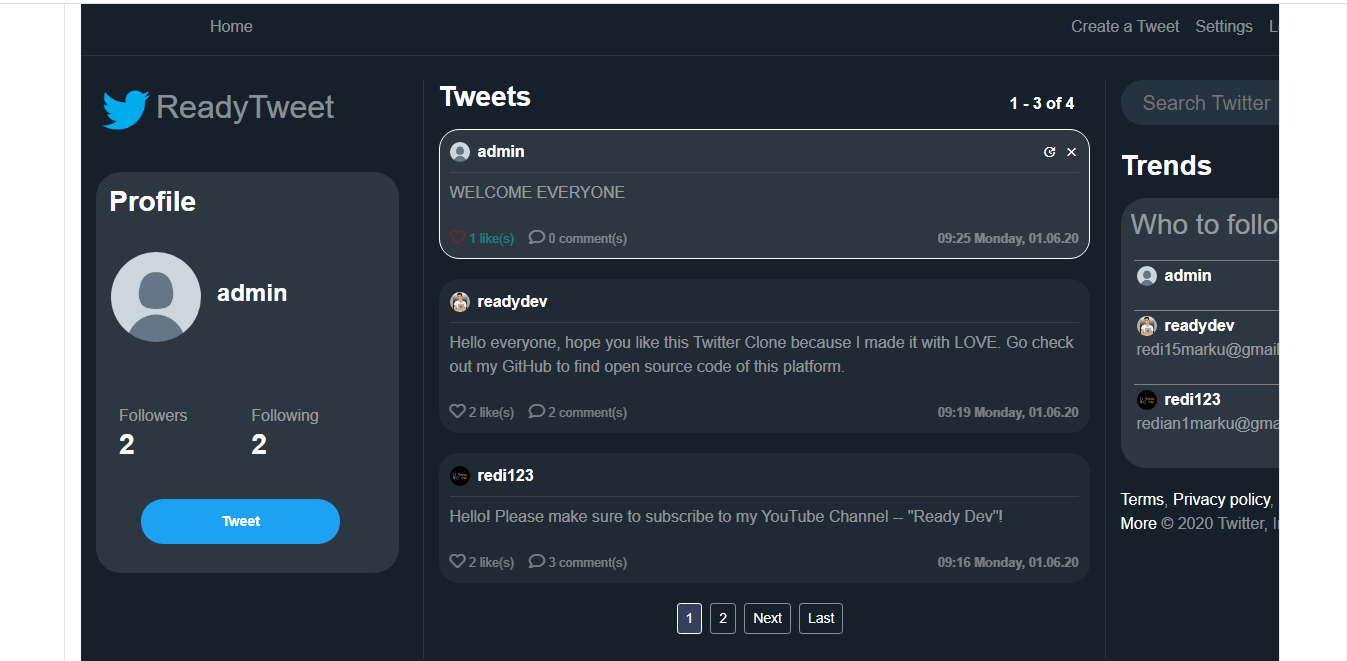 Home
Create a Tweet Settings
ReadyTweet
Profile
admin
Followers
Following
2
2
Tweet
Tweets
1 - 3 of 4
admin
WELCOME EVERYONE
1 like(s) 0 comment(s)
09:25 Monday, 01.06.20
readydev
Hello everyone, hope you like this Twitter Clone because I made it with LOVE. Go check
out my GitHub to find open source code of this platform.
2 like(s) 2 comment(s)
09:19 Monday, 01.06.20
redi123
Hello! Please make sure to subscribe to my YouTube Channel -- "Ready Dev"!
2 like(s) 3 comment(s)
09:16 Monday, 01.06.20
1 2 Next Last
Search Twitter
Trends
Who to follo
admin
readydev
redi15marku@gmail
redi123
redian1marku@gma
Terms, Privacy policy,
More © 2020 Twitter, I